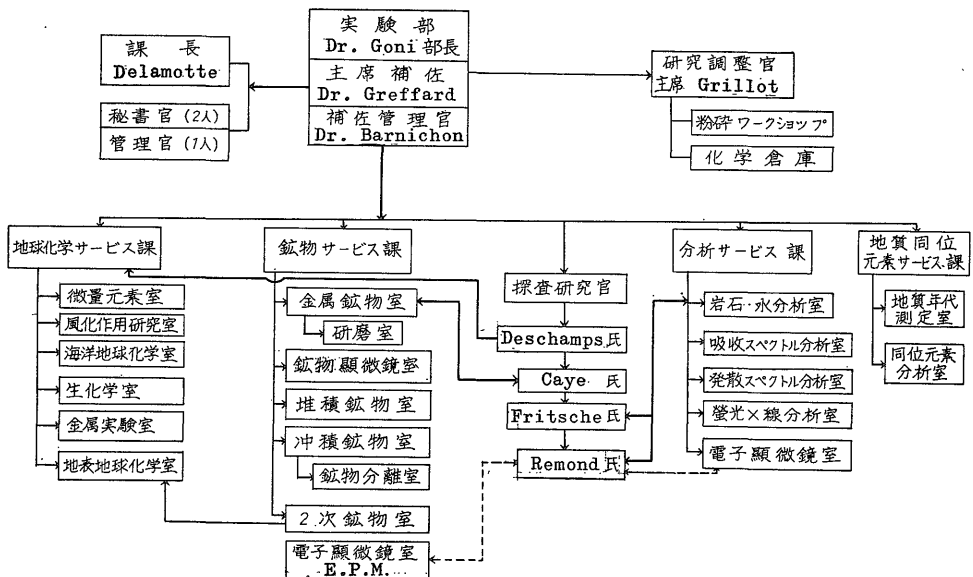 実験部
Dr. Goni 部長
主席補佐
Dr. Greffard
補佐管理官
Dr. Barnichon
課長
Delamotte
秘書官 (2人)
管理官 (1人)
研究調整官
主席 Grillot
粉砕ワークショップ
化学倉庫
地球化学サービス課
微量元素室
風化作用研究室
海洋地球化学室
生化学室
金属実験室
地表地球化学室
鉱物サービス課
金属鉱物室
研磨室
鉱物顕微鏡室
堆積鉱物室
冲積鉱物室
鉱物分離室
2次鉱物室
電子顕微鏡室
E.P.M.
探査研究官
Deschamps 氏
Caye 氏
Fritsche 氏
Remond 氏
分析サービス課
岩石・水分析室
吸収スペクトル分析室
発散スペクトル分析室
螢光X線分析室
電子顕微鏡室
地質同位
元素サービス課
地質年代
測定室
同位元素
分析室